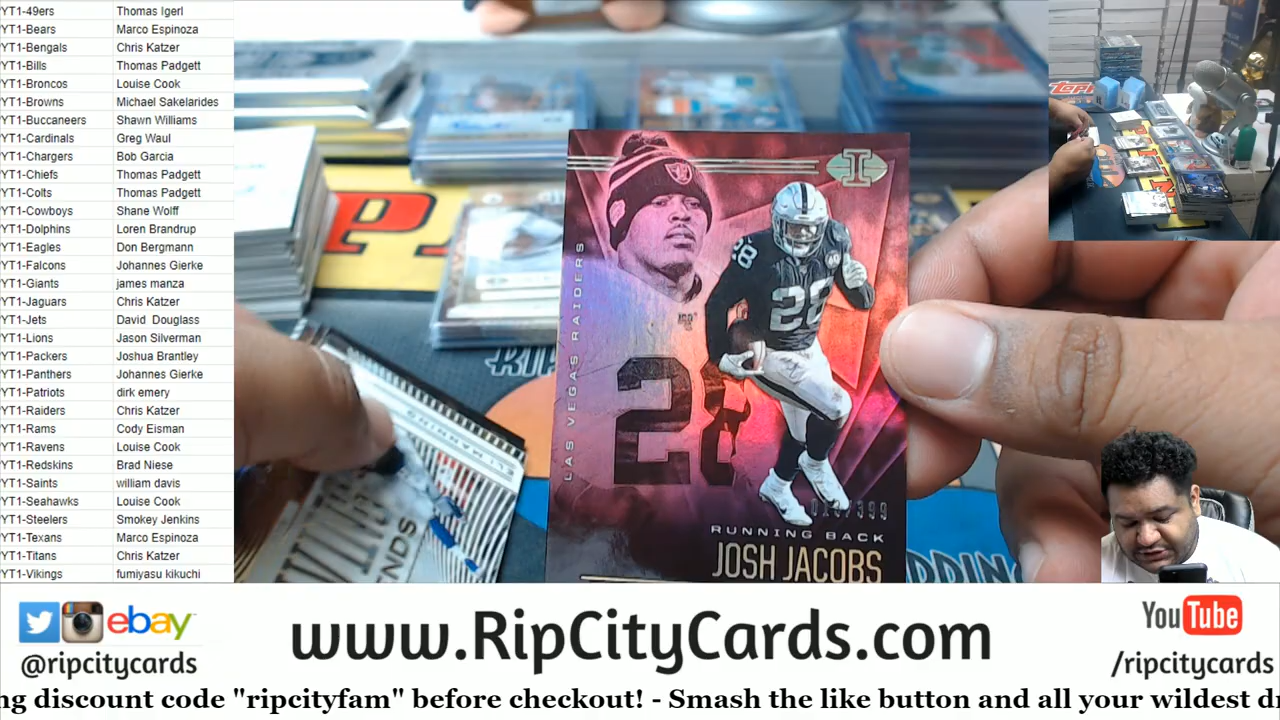 YT1-49ers Thomas Igerl
YT1-Bears Marco Espinoza
YT1-Bengals Chris Katzer
YT1-Bills Thomas Padgett
YT1-Broncos Louise Cook
YT1-Browns Michael Sakelarides
YT1-Buccaneers Shawn Williams
YT1-Cardinals Greg Waul
YT1-Chargers Bob Garcia
YT1-Chiefs Thomas Padgett
YT1-Colts Thomas Padgett
YT1-Cowboys Shane Wolff
YT1-Dolphins Loren Brandrup
YT1-Eagles Don Bergmann
YT1-Falcons Johannes Gierke
YT1-Giants james manza
YT1-Jaguars Chris Katzer
YT1-Jets David Douglass
YT1-Lions Jason Silverman
YT1-Packers Joshua Brantley
YT1-Panthers Johannes Gierke
YT1-Patriots dirk emery
YT1-Raiders Chris Katzer
YT1-Rams Cody Eisman
YT1-Ravens Louise Cook
YT1-Redskins Brad Niese
YT1-Saints william davis
YT1-Seahawks Louise Cook
YT1-Steelers Smokey Jenkins
YT1-Texans Marco Espinoza
YT1-Titans Chris Katzer
YT1-Vikings fumiyasu kikuchi
LAS VEGAS RAIDERS
28
28
RUNNING BACK
JOSH JACOBS
ELI MANNING
ebay
@ripcitycards
www.RipCityCards.com
YouTube
/ripcitycards
ng discount code "ripcityfam" before checkout! - Smash the like button and all your wildest d